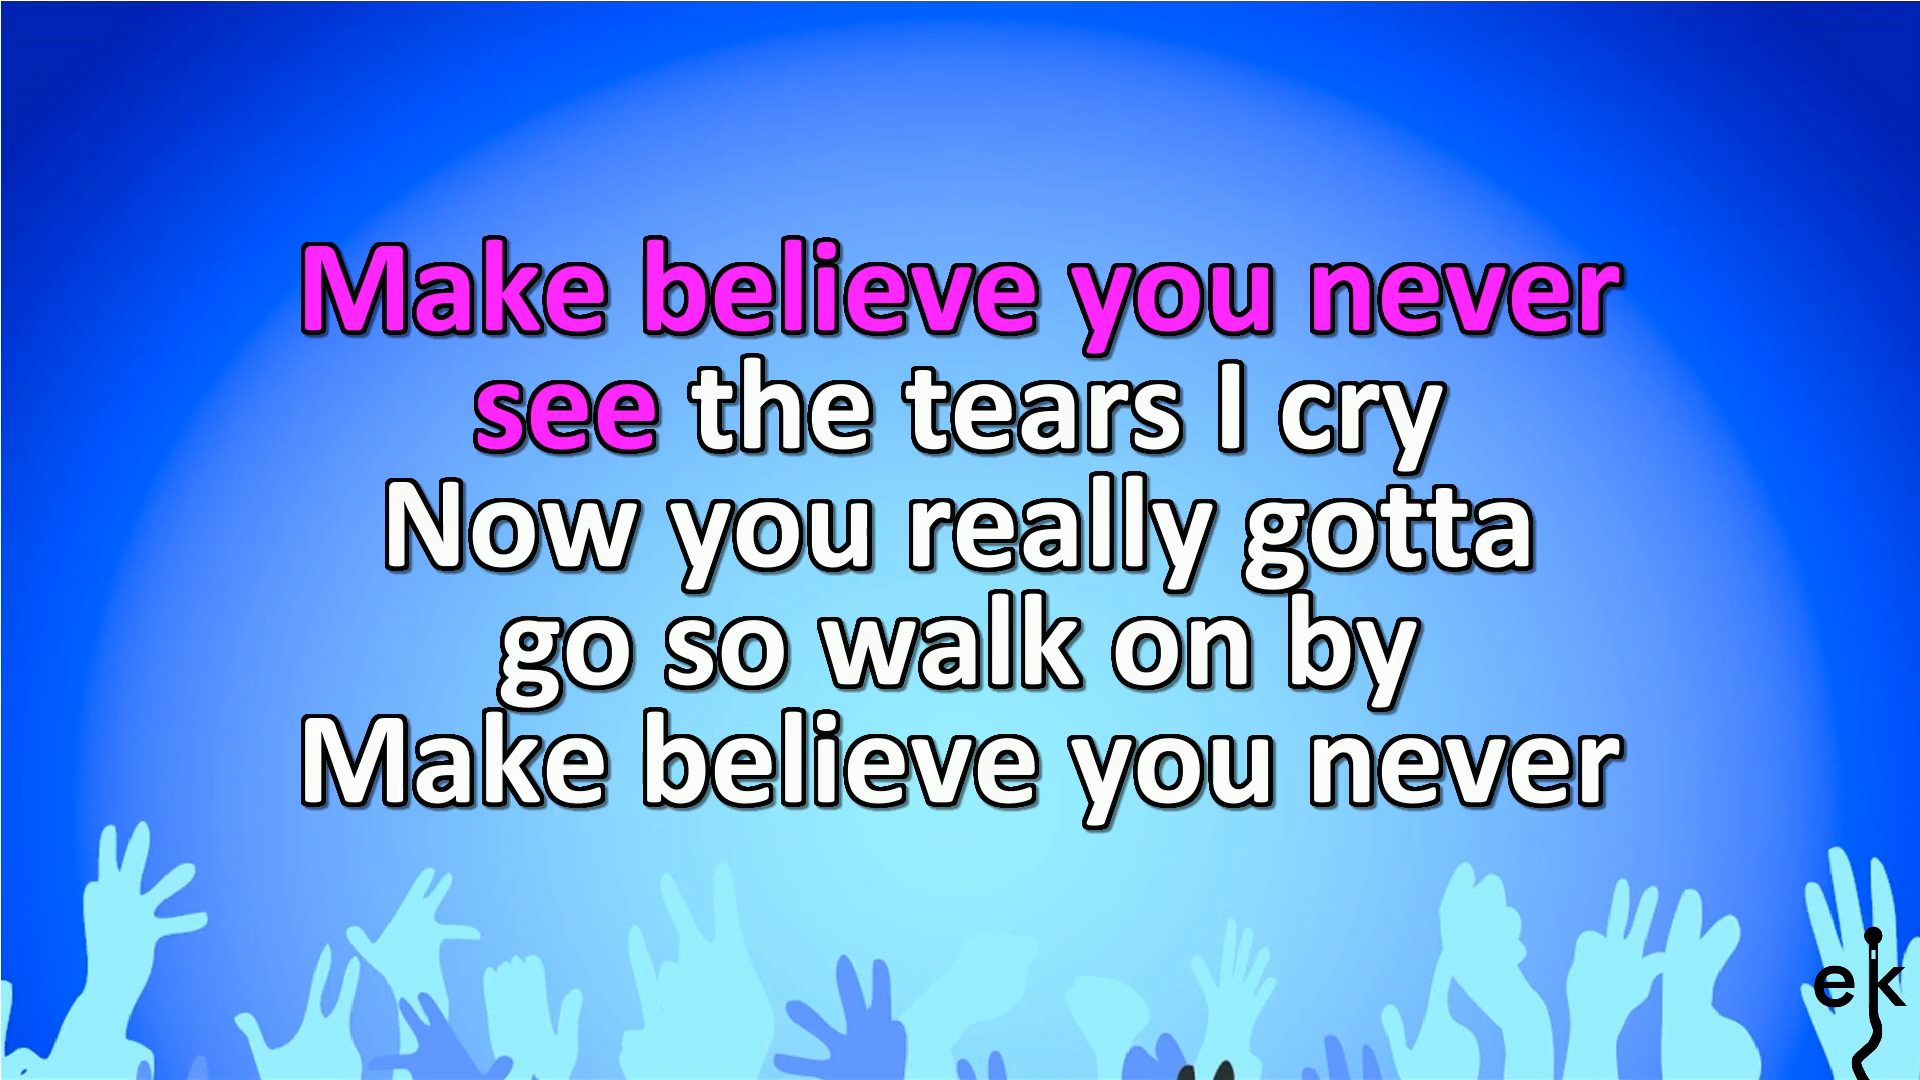 Make believe you never
see the tears I cry
Now you really gotta
go so walk on by
Make believe you never
ek